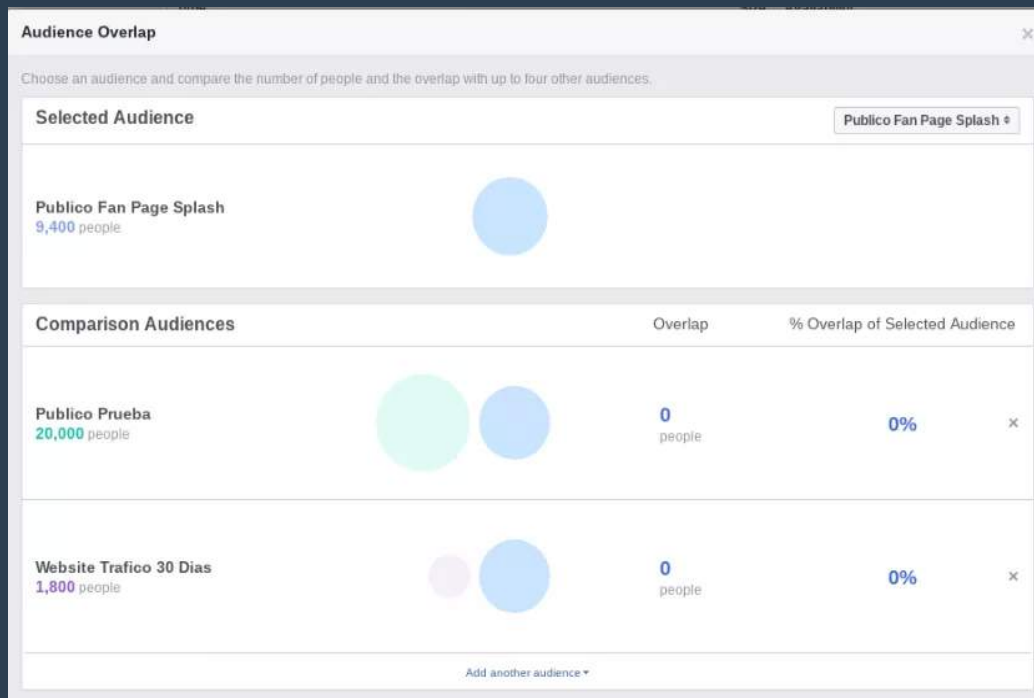 Audience Overlap
×
Choose an audience and compare the number of people and the overlap with up to four other audiences.
Selected Audience
Publico Fan Page Splash
Publico Fan Page Splash
9,400 people
Comparison Audiences Overlap % Overlap of Selected Audience
Publico Prueba
20,000 people
0
people
0%
×
Website Trafico 30 Dias
1,800 people
0
people
0%
×
Add another audience